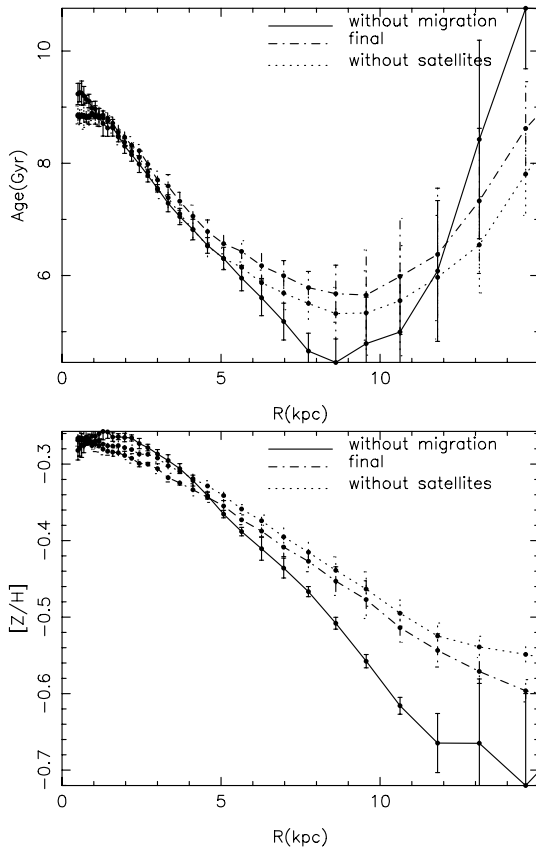 without migration
final
without satellites
10
8
6
Age(Gyr)
0
5
10
R(kpc)
without migration
final
without satellites
−0.3
−0.4
−0.5
−0.6
−0.7
[Z/H]
0
5
10
R(kpc)